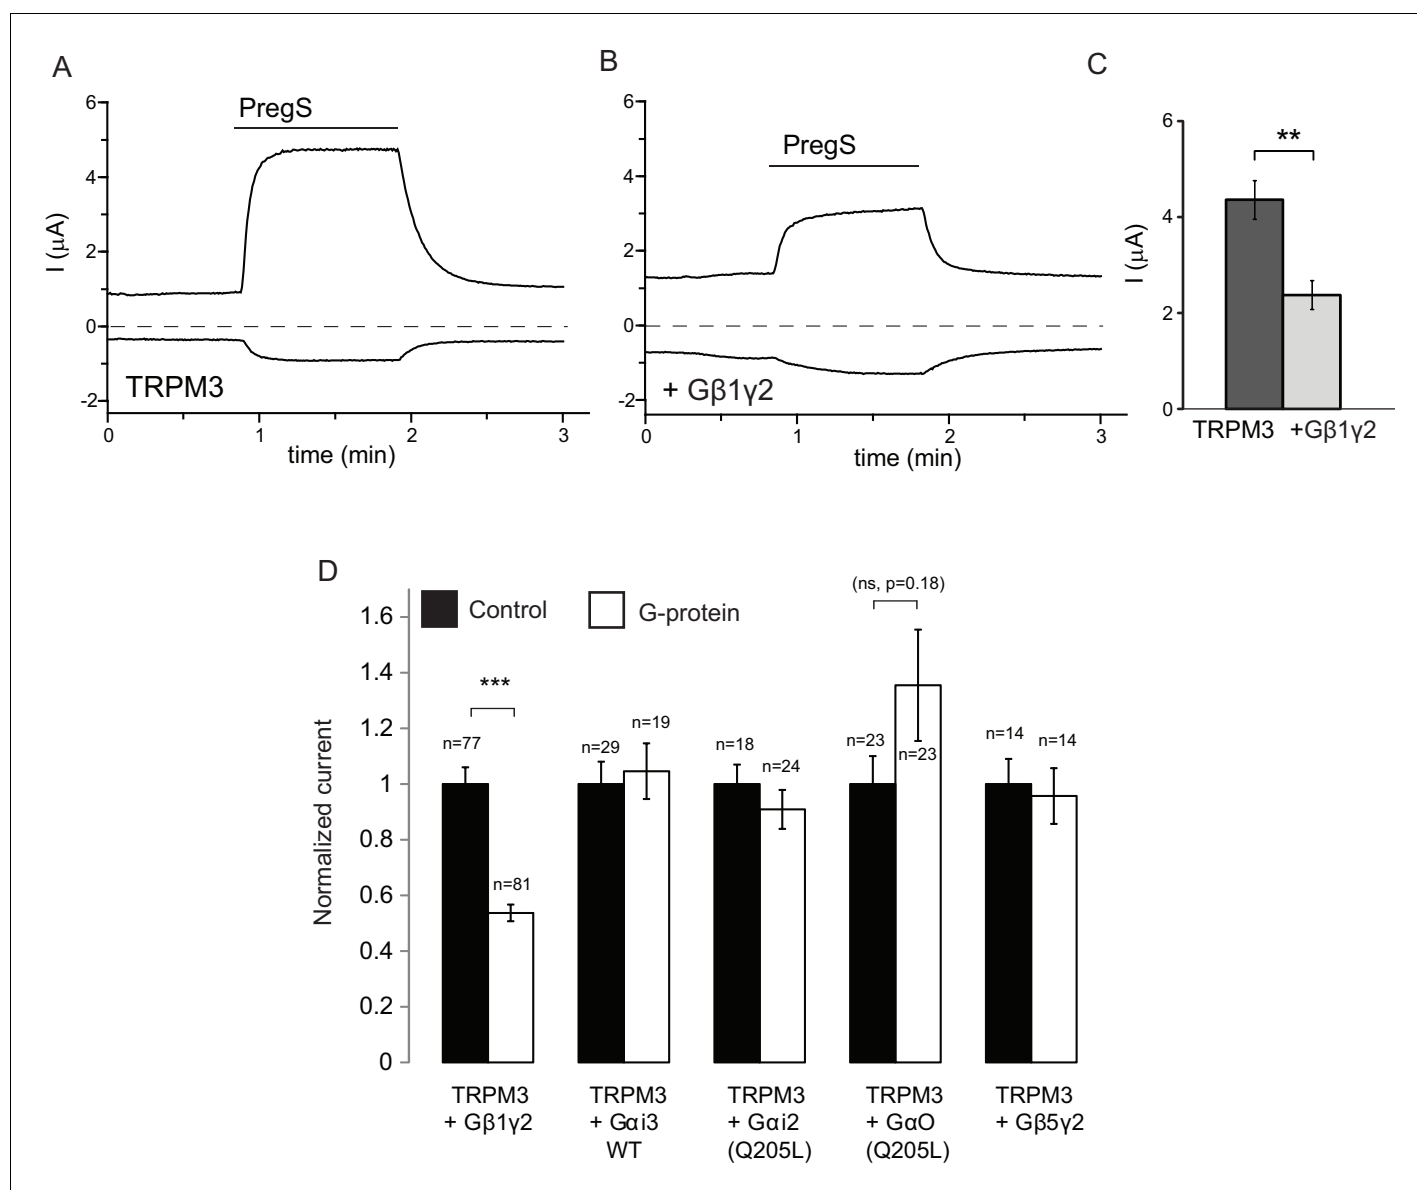 A
PregS
6
4
2
0
-2
I (μA)
TRPM3
0
1
2
3
time (min)
B
PregS
6
4
2
0
-2
+ Gβ1γ2
0
1
2
3
time (min)
C
6
4
2
0
I (μA)
**
TRPM3 +Gβ1γ2
D
Control
G-protein
(ns, p=0.18)
1.6
1.4
1.2
1
0.8
0.6
0.4
0.2
0
Normalized current
***
n=77
n=81
n=29
n=19
n=18
n=24
n=23
n=23
n=14
n=14
TRPM3
+ Gβ1γ2
TRPM3
+ Gαi3
WT
TRPM3
+ Gαi2
(Q205L)
TRPM3
+ GαO
(Q205L)
TRPM3
+ Gβ5γ2